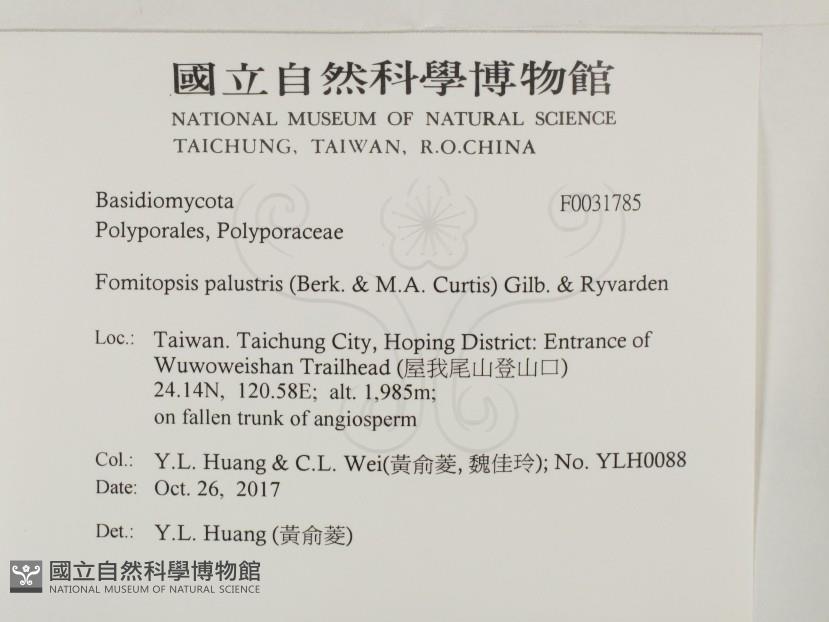 國立自然科學博物館
NATIONAL MUSEUM OF NATURAL SCIENCE
TAICHUNG, TAIWAN, R.O.CHINA
Basidiomycota F0031785
Polyporales, Polyporaceae
Fomitopsis palustris (Berk. & M.A. Curtis) Gilb. & Ryvarden
Loc.: Taiwan. Taichung City, Hoping District: Entrance of
Wuwoweishan Trailhead (屋我尾山登山口)
24.14N, 120.58E; alt. 1,985m;
on fallen trunk of angiosperm
Col.: Y.L. Huang & C.L. Wei(黃俞菱, 魏佳玲); No. YLH0088
Date: Oct. 26, 2017
Det.: Y.L. Huang (黃俞菱)
國立自然科學博物館
NATIONAL MUSEUM OF NATURAL SCIENCE